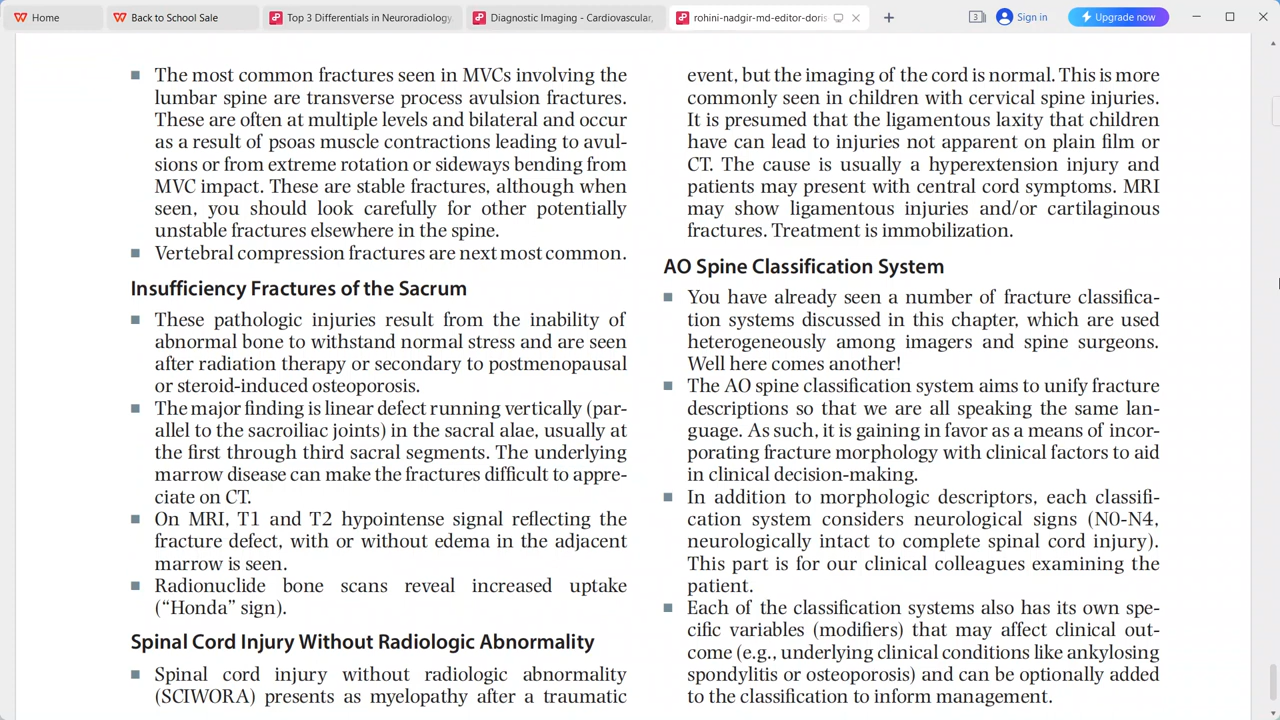 Home
Back to School Sale
Top 3 Differentials in Neuroradiology
Diagnostic Imaging - Cardiovascular,
rohini-nadgir-md-editor-doris
3
Sign in
Upgrade now
The most common fractures seen in MVCs involving the
lumbar spine are transverse process avulsion fractures.
These are often at multiple levels and bilateral and occur
as a result of psoas muscle contractions leading to avul-
sions or from extreme rotation or sideways bending from
MVC impact. These are stable fractures, although when
seen, you should look carefully for other potentially
unstable fractures elsewhere in the spine.
Vertebral compression fractures are next most common.
Insufficiency Fractures of the Sacrum
These pathologic injuries result from the inability of
abnormal bone to withstand normal stress and are seen
after radiation therapy or secondary to postmenopausal
or steroid-induced osteoporosis.
The major finding is linear defect running vertically (par-
allel to the sacroiliac joints) in the sacral alae, usually at
the first through third sacral segments. The underlying
marrow disease can make the fractures difficult to appre-
ciate on CT.
On MRI, T1 and T2 hypointense signal reflecting the
fracture defect, with or without edema in the adjacent
marrow is seen.
Radionuclide bone scans reveal increased uptake
(“Honda” sign).
Spinal Cord Injury Without Radiologic Abnormality
Spinal cord injury without radiologic abnormality
(SCIWORA) presents as myelopathy after a traumatic
event, but the imaging of the cord is normal. This is more
commonly seen in children with cervical spine injuries.
It is presumed that the ligamentous laxity that children
have can lead to injuries not apparent on plain film or
CT. The cause is usually a hyperextension injury and
patients may present with central cord symptoms. MRI
may show ligamentous injuries and/or cartilaginous
fractures. Treatment is immobilization.
AO Spine Classification System
You have already seen a number of fracture classifica-
tion systems discussed in this chapter, which are used
heterogeneously among imagers and spine surgeons.
Well here comes another!
The AO spine classification system aims to unify fracture
descriptions so that we are all speaking the same lan-
guage. As such, it is gaining in favor as a means of incor-
porating fracture morphology with clinical factors to aid
in clinical decision-making.
In addition to morphologic descriptors, each classifi-
cation system considers neurological signs (N0-N4,
neurologically intact to complete spinal cord injury).
This part is for our clinical colleagues examining the
patient.
Each of the classification systems also has its own spe-
cific variables (modifiers) that may affect clinical out-
come (e.g., underlying clinical conditions like ankylosing
spondylitis or osteoporosis) and can be optionally added
to the classification to inform management.